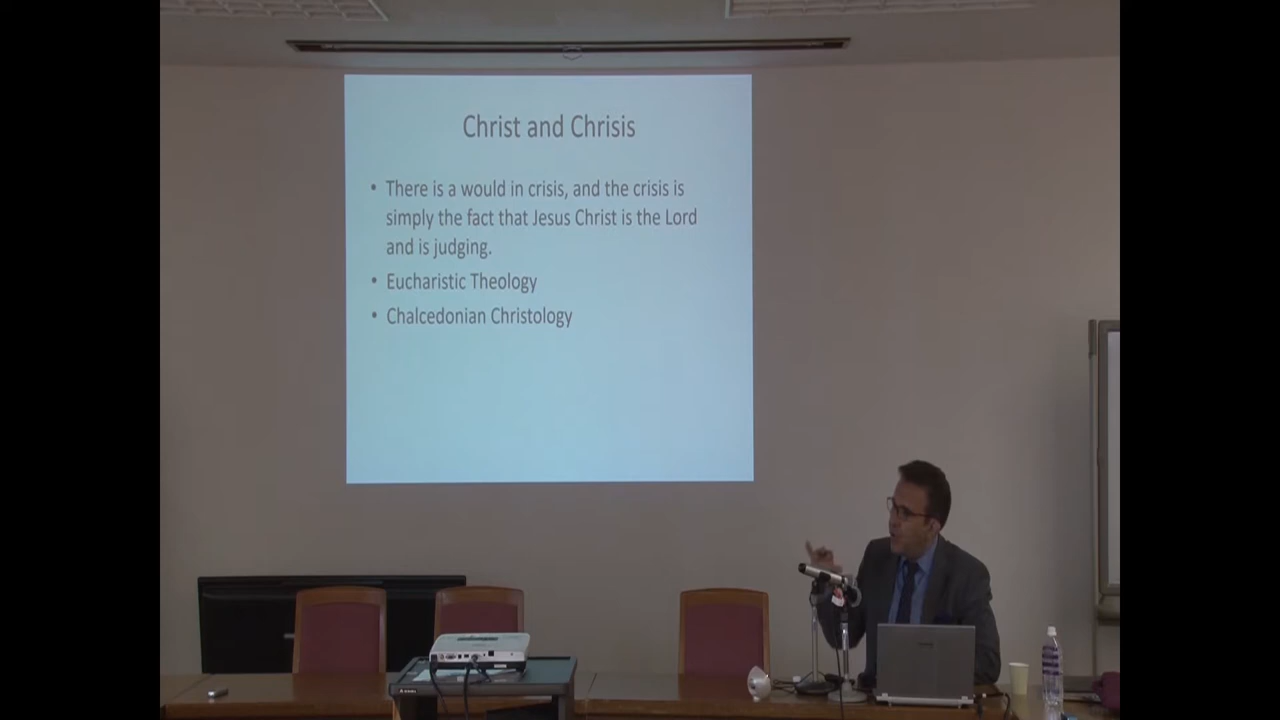 Christ and Chrisis
• There is a would in crisis, and the crisis is
simply the fact that Jesus Christ is the Lord
and is judging.
• Eucharistic Theology
• Chalcedonian Christology